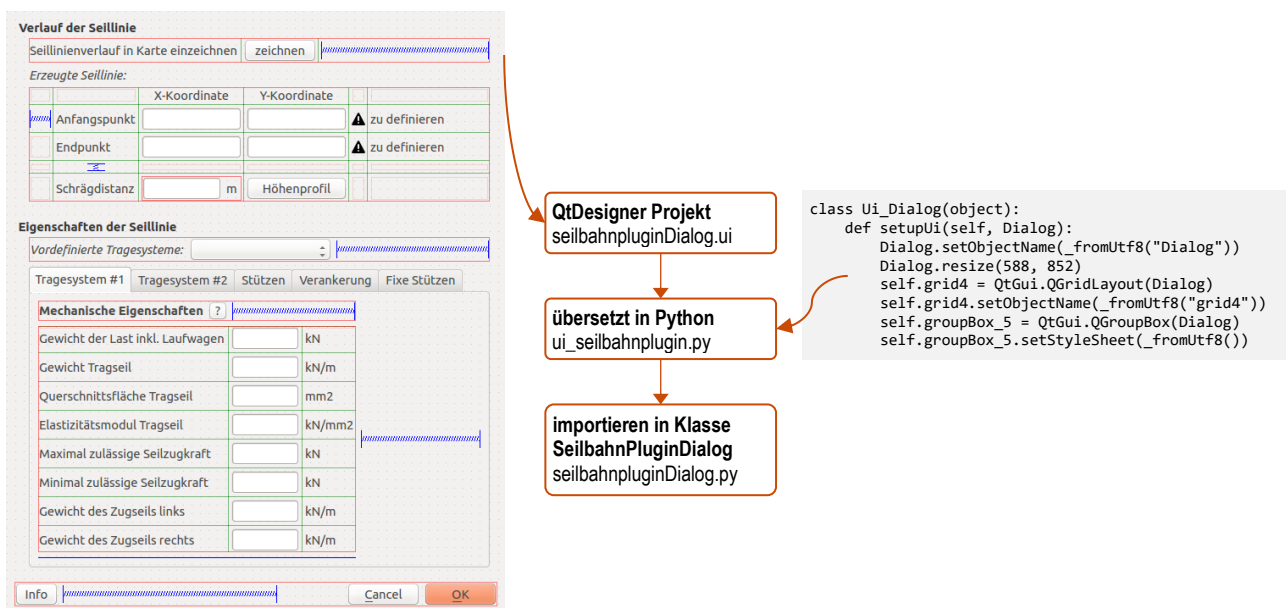 Verlauf der Seillinie
Seillinienverlauf in Karte einzeichnen zeichnen
Erzeugte Seillinie:
X-Koordinate Y-Koordinate
Anfangspunkt zu definieren
Endpunkt zu definieren
Schrägdistanz m Höhenprofil
Eigenschaften der Seillinie
Vordefinierte Tragesysteme:
Tragesystem #1 Tragesystem #2 Stützen Verankerung Fixe Stützen
Mechanische Eigenschaften ?
Gewicht der Last inkl. Laufwagen kN
Gewicht Tragseil kN/m
Querschnittsfläche Tragseil mm2
Elastizitätsmodul Tragseil kN/mm2
Maximal zulässige Seilzugkraft kN
Minimal zulässige Seilzugkraft kN
Gewicht des Zugseils links kN/m
Gewicht des Zugseils rechts kN/m
Info Cancel OK
QtDesigner Projekt
seilbahnpluginDialog.ui
übersetzt in Python
ui_seilbahnplugin.py
importieren in Klasse
SeilbahnPluginDialog
seilbahnpluginDialog.py
class Ui_Dialog(object):
    def setupUi(self, Dialog):
        Dialog.setObjectName(_fromUtf8("Dialog"))
        Dialog.resize(588, 852)
        self.grid4 = QtGui.QGridLayout(Dialog)
        self.grid4.setObjectName(_fromUtf8("grid4"))
        self.groupBox_5 = QtGui.QGroupBox(Dialog)
        self.groupBox_5.setStyleSheet(_fromUtf8())